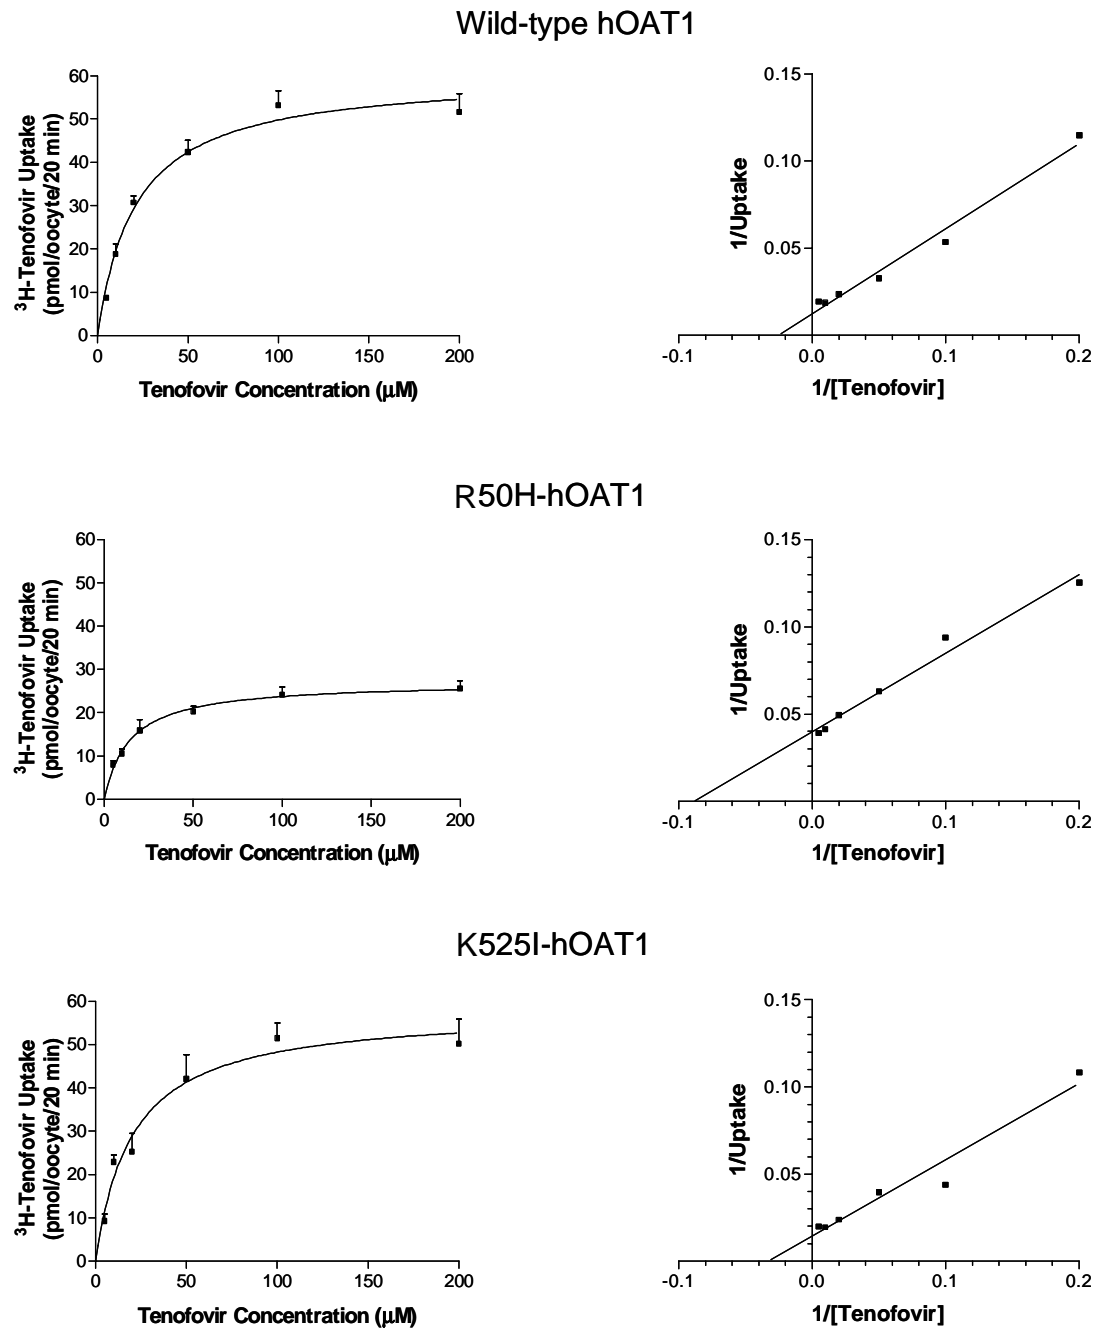 Wild-type hOAT1
³H-Tenofovir Uptake
(pmol/oocyte/20 min)
60
50
40
30
20
10
0
0 50 100 150 200
Tenofovir Concentration (μM)
1/Uptake
0.15
0.10
0.05
-0.1 0.0 0.1 0.2
1/[Tenofovir]
R50H-hOAT1
³H-Tenofovir Uptake
(pmol/oocyte/20 min)
60
50
40
30
20
10
0
0 50 100 150 200
Tenofovir Concentration (μM)
1/Uptake
0.15
0.10
0.05
-0.1 0.0 0.1 0.2
1/[Tenofovir]
K525I-hOAT1
³H-Tenofovir Uptake
(pmol/oocyte/20 min)
60
50
40
30
20
10
0
0 50 100 150 200
Tenofovir Concentration (μM)
1/Uptake
0.15
0.10
0.05
-0.1 0.0 0.1 0.2
1/[Tenofovir]